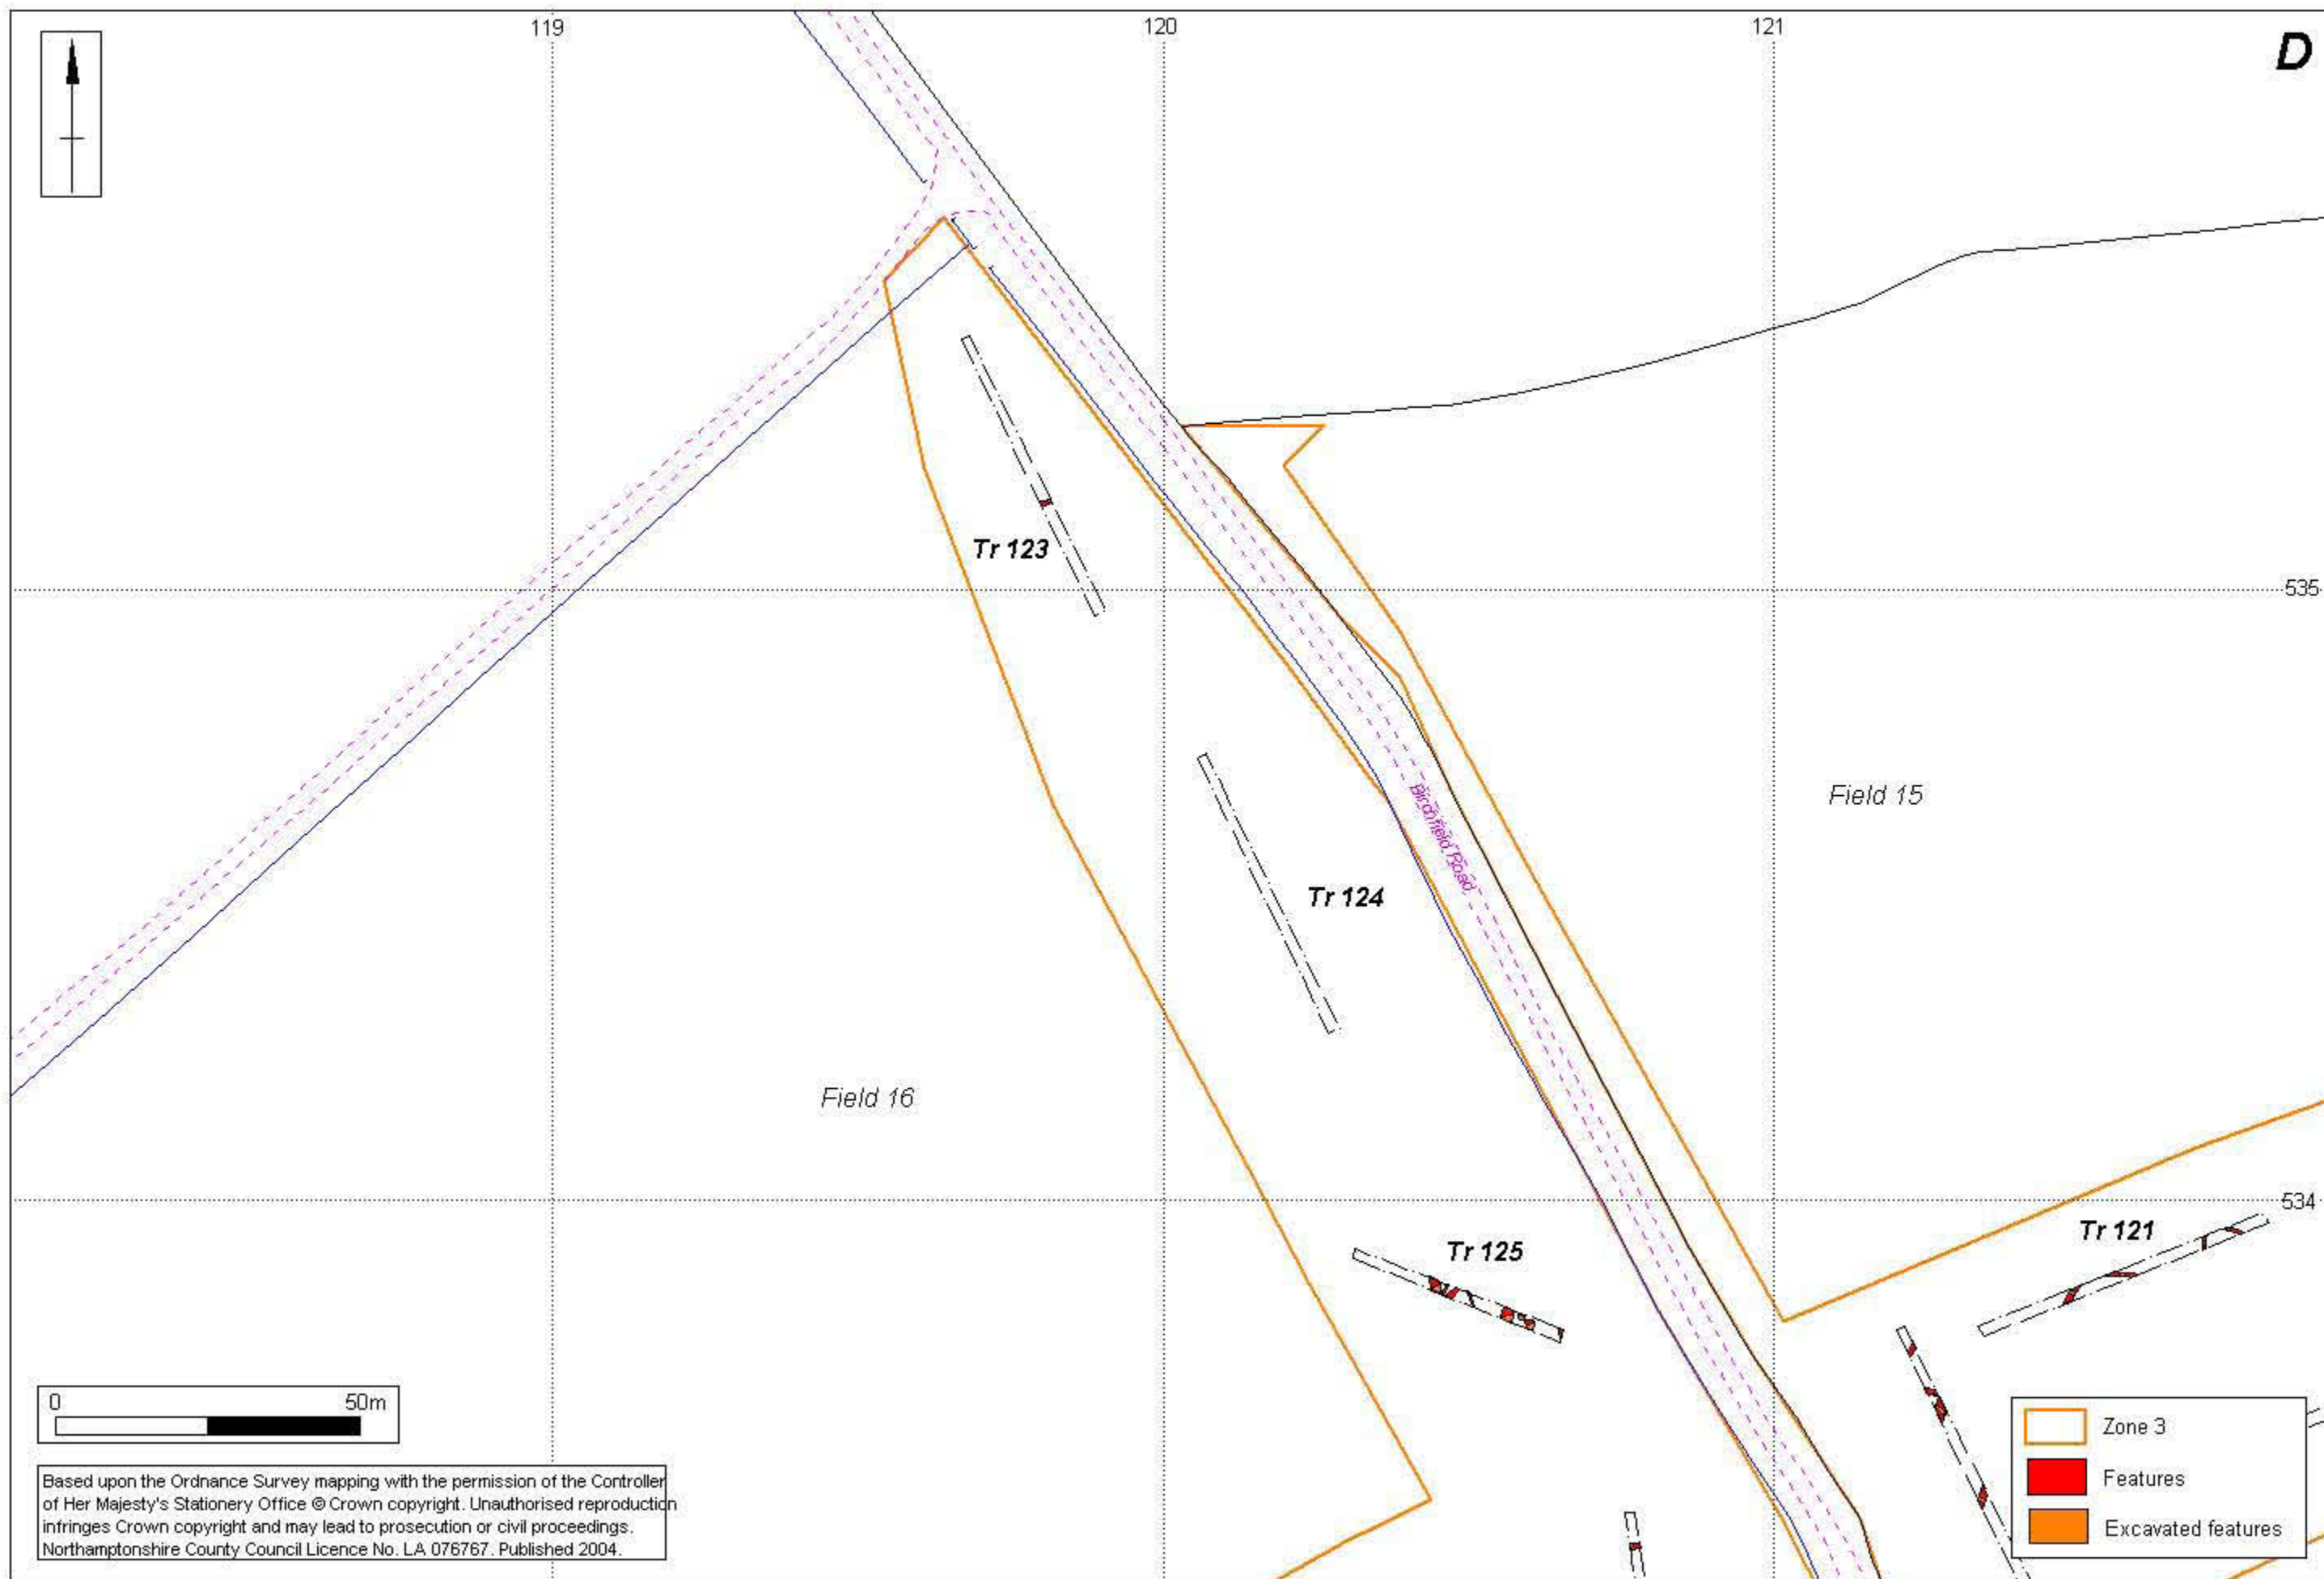 119
120
121
D
Tr 123
535
Field 15
Tr 124
Field 16
534
Tr 121
Tr 125
0 50m
Zone 3
Features
Excavated features
Based upon the Ordnance Survey mapping with the permission of the Controller
of Her Majesty's Stationery Office © Crown copyright. Unauthorised reproduction
infringes Crown copyright and may lead to prosecution or civil proceedings.
Northamptonshire County Council Licence No. LA 076767. Published 2004.
Road